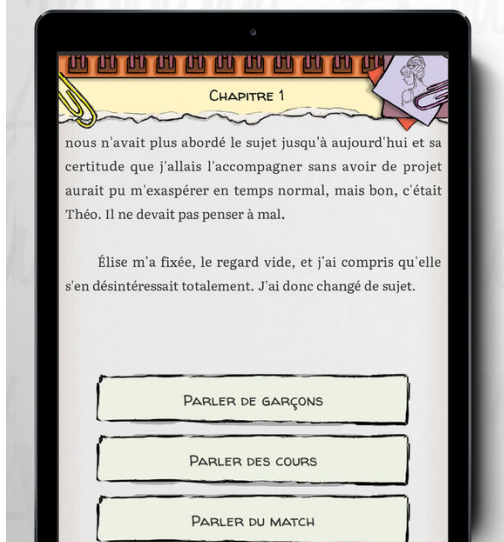 CHAPITRE 1
nous n'avait plus abordé le sujet jusqu'à aujourd'hui et sa
certitude que j'allais l'accompagner sans avoir de projet
aurait pu m'exaspérer en temps normal, mais bon, c'était
Théo. Il ne devait pas penser à mal.
Élise m'a fixée, le regard vide, et j'ai compris qu'elle
s'en désintéressait totalement. J'ai donc changé de sujet.
PARLER DE GARÇONS
PARLER DES COURS
PARLER DU MATCH